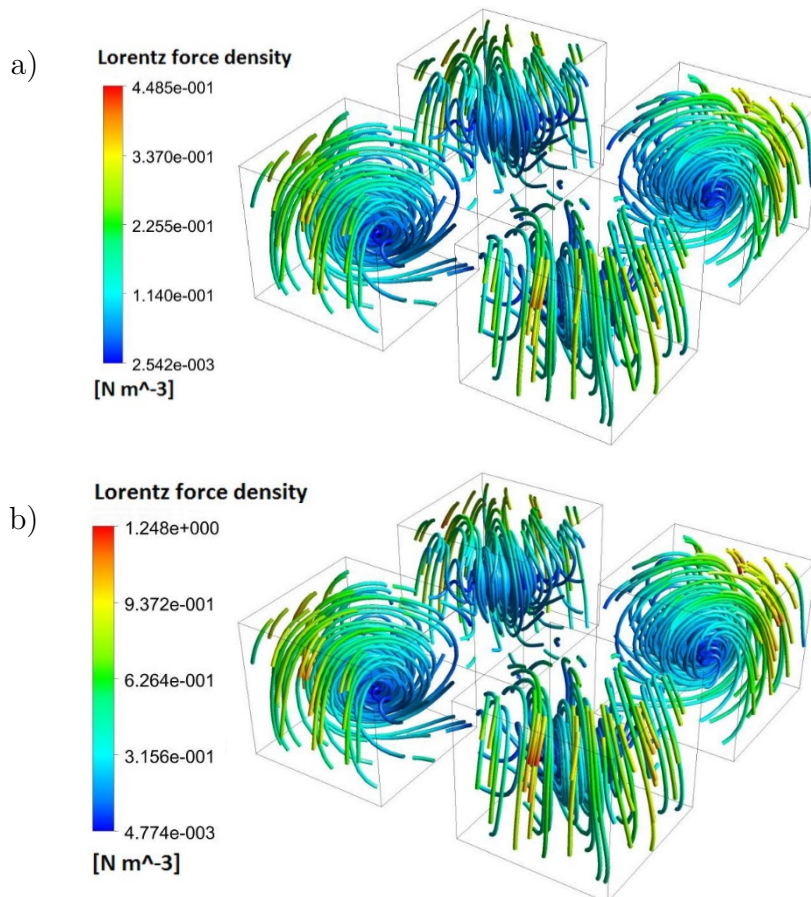 a)
Lorentz force density
4.485e-001
3.370e-001
2.255e-001
1.140e-001
2.542e-003
[N m^-3]
b)
Lorentz force density
1.248e+000
9.372e-001
6.264e-001
3.156e-001
4.774e-003
[N m^-3]